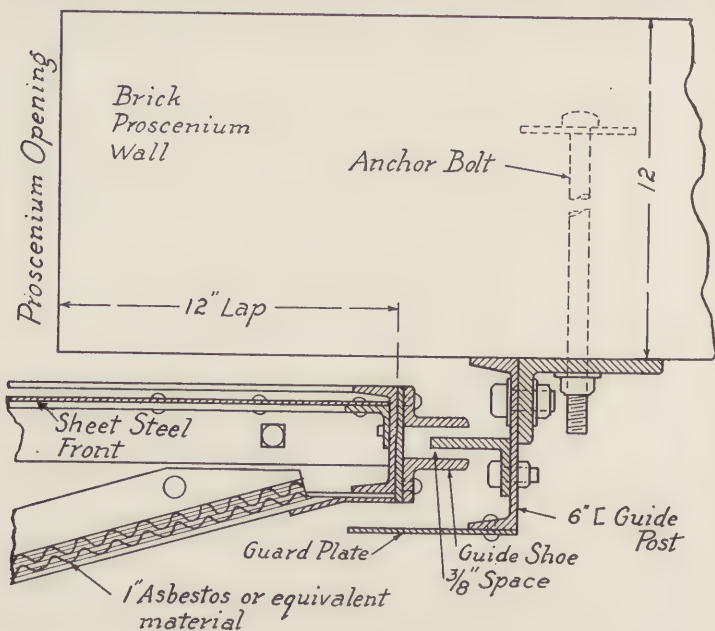 Proscenium Opening
Brick
Proscenium
Wall
Anchor Bolt
12
12" Lap
Sheet Steel
Front
6" [ Guide
Post
Guard Plate
Guide Shoe
3/8" Space
1" Asbestos or equivalent
material